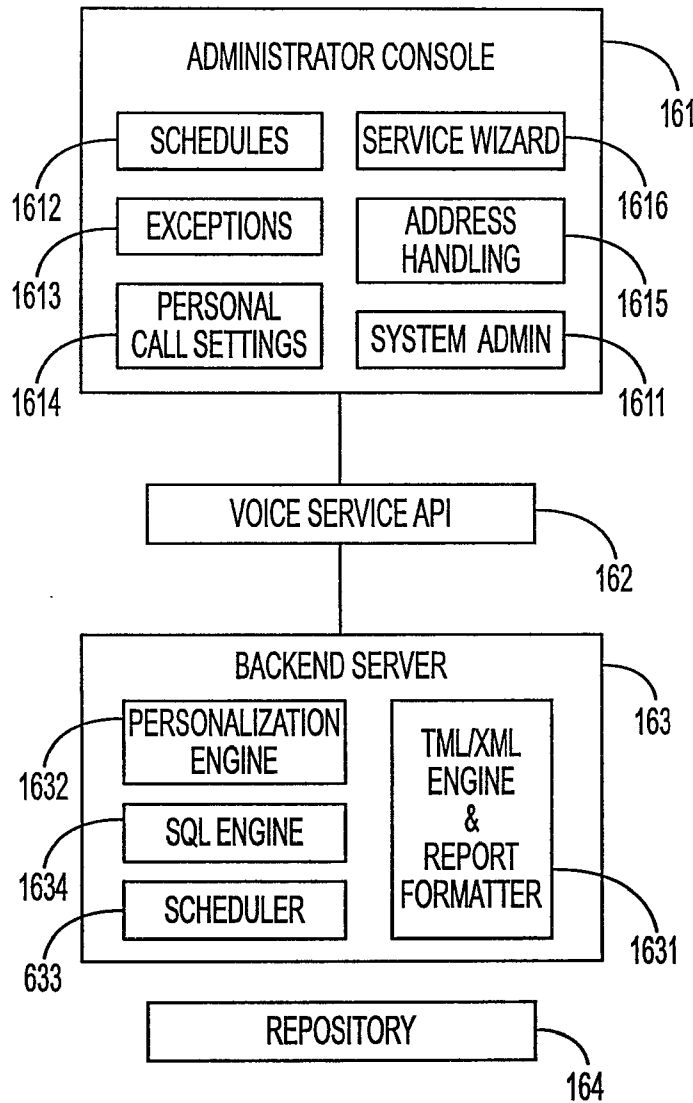 ADMINISTRATOR CONSOLE
161
SCHEDULES
SERVICE WIZARD
1612
1616
EXCEPTIONS
ADDRESS
HANDLING
1613
1615
PERSONAL
CALL SETTINGS
SYSTEM ADMIN
1614
1611
VOICE SERVICE API
162
BACKEND SERVER
163
PERSONALIZATION
ENGINE
1632
TML/XML
ENGINE
&
REPORT
FORMATTER
SQL ENGINE
1634
SCHEDULER
633
1631
REPOSITORY
164